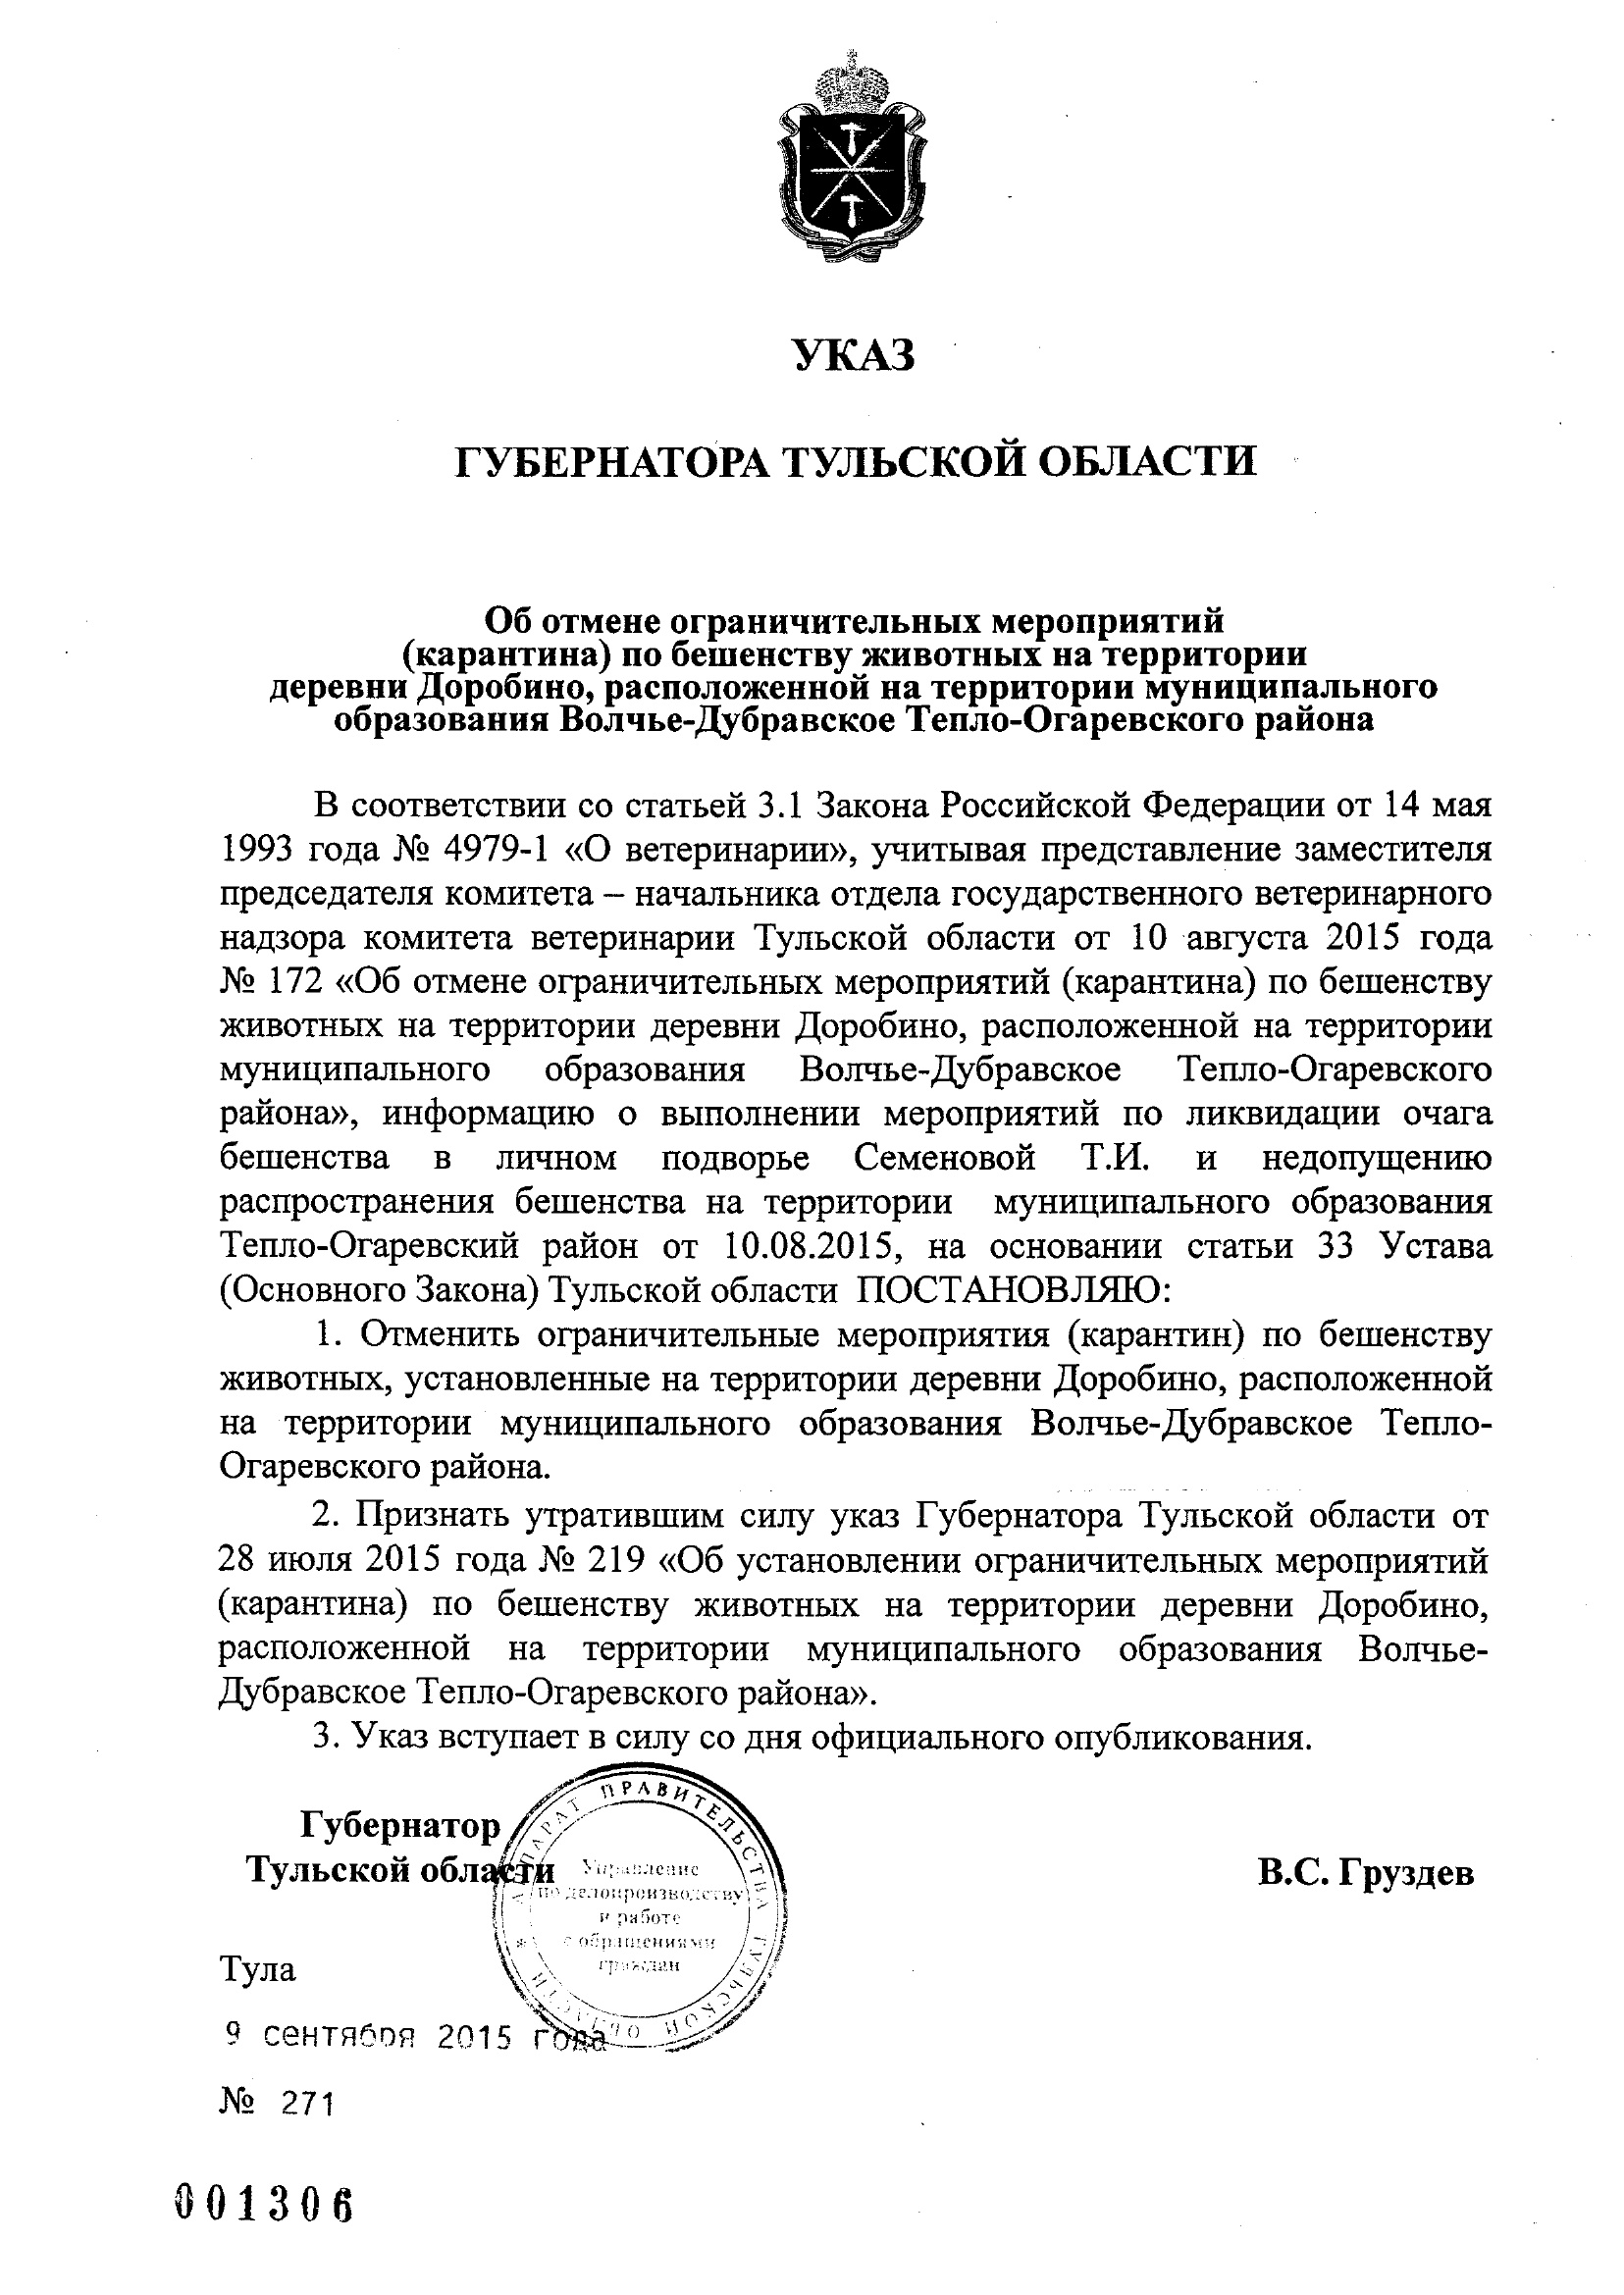 УКАЗ
ГУБЕРНАТОРА ТУЛЬСКОЙ ОБЛАСТИ
Об отмене ограничительных мероприятий
(карантина) по бешенству животных на территории
деревни Доробино, расположенной на территории муниципального
образования Волчье-Дубравское Тепло-Огаревского района
В соответствии со статьей 3.1 Закона Российской Федерации от 14 мая
1993 года № 4979-1 «О ветеринарии», учитывая представление заместителя
председателя комитета – начальника отдела государственного ветеринарного
надзора комитета ветеринарии Тульской области от 10 августа 2015 года
№ 172 «Об отмене ограничительных мероприятий (карантина) по бешенству
животных на территории деревни Доробино, расположенной на территории
муниципального образования Волчье-Дубравское Тепло-Огаревского
района», информацию о выполнении мероприятий по ликвидации очага
бешенства в личном подворье Семеновой Т.И. и недопущению
распространения бешенства на территории муниципального образования
Тепло-Огаревский район от 10.08.2015, на основании статьи 33 Устава
(Основного Закона) Тульской области ПОСТАНОВЛЯЮ:
1. Отменить ограничительные мероприятия (карантин) по бешенству
животных, установленные на территории деревни Доробино, расположенной
на территории муниципального образования Волчье-Дубравское Тепло-
Огаревского района.
2. Признать утратившим силу указ Губернатора Тульской области от
28 июля 2015 года № 219 «Об установлении ограничительных мероприятий
(карантина) по бешенству животных на территории деревни Доробино,
расположенной на территории муниципального образования Волчье-
Дубравское Тепло-Огаревского района».
3. Указ вступает в силу со дня официального опубликования.
Губернатор
Тульской области
В.С. Груздев
АППАРАТ ПРАВИТЕЛЬСТВА ТУЛЬСКОЙ ОБЛАСТИ
Управление
по делопроизводству
и работе
с обращениями
граждан
Тула
9 сентября 2015 года
№ 271
001306